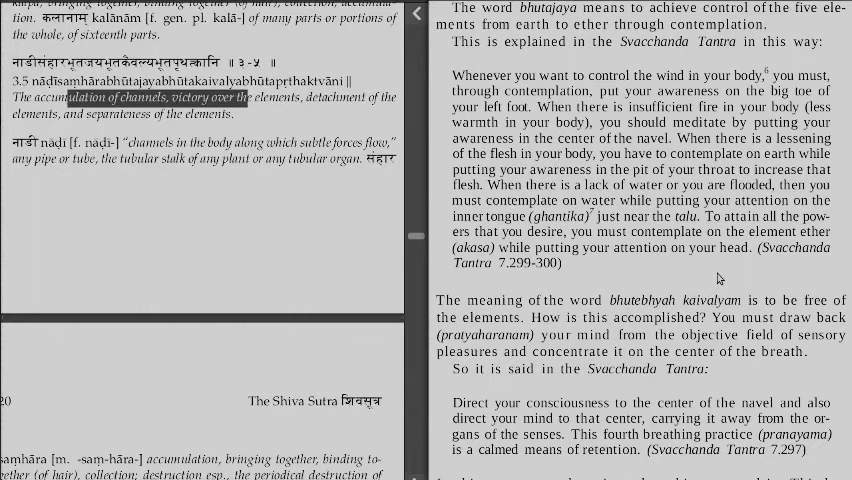 kalpa, bringing together, binding together (of hair), collection, accumula-
tion. कलानाम् kalānām [f. gen. pl. kalā-] of many parts or portions of
the whole, of sixteenth parts.
नाडीसंहारभूतजयभूतकैवल्यभूतपृथक्त्वानि ॥ ३-५ ॥
3.5 nāḍīsaṃhārabhūtajayabhūtakaivalyabhūtapṛthaktvāni ||
The accumulation of channels, victory over the elements, detachment of the
elements, and separateness of the elements.
नाडी nāḍī [f. nāḍī-] “channels in the body along which subtle forces flow,”
any pipe or tube, the tubular stalk of any plant or any tubular organ. संहार
20
The Shiva Sutra शिवसूत्र
saṃhāra [m. -saṃ-hāra-] accumulation, bringing together, binding to-
gether (of hair), collection; destruction esp., the periodical destruction of
The word bhutajaya means to achieve control of the five ele-
ments from earth to ether through contemplation.
This is explained in the Svacchanda Tantra in this way:
Whenever you want to control the wind in your body,6 you must,
through contemplation, put your awareness on the big toe of
your left foot. When there is insufficient fire in your body (less
warmth in your body), you should meditate by putting your
awareness in the center of the navel. When there is a lessening
of the flesh in your body, you have to contemplate on earth while
putting your awareness in the pit of your throat to increase that
flesh. When there is a lack of water or you are flooded, then you
must contemplate on water while putting your attention on the
inner tongue (ghantika)7 just near the talu. To attain all the pow-
ers that you desire, you must contemplate on the element ether
(akasa) while putting your attention on your head. (Svacchanda
Tantra 7.299-300)
The meaning of the word bhutebhyah kaivalyam is to be free of
the elements. How is this accomplished? You must draw back
(pratyaharanam) your mind from the objective field of sensory
pleasures and concentrate it on the center of the breath.
So it is said in the Svacchanda Tantra:
Direct your consciousness to the center of the navel and also
direct your mind to that center, carrying it away from the or-
gans of the senses. This fourth breathing practice (pranayama)
is a calmed means of retention. (Svacchanda Tantra 7.297)